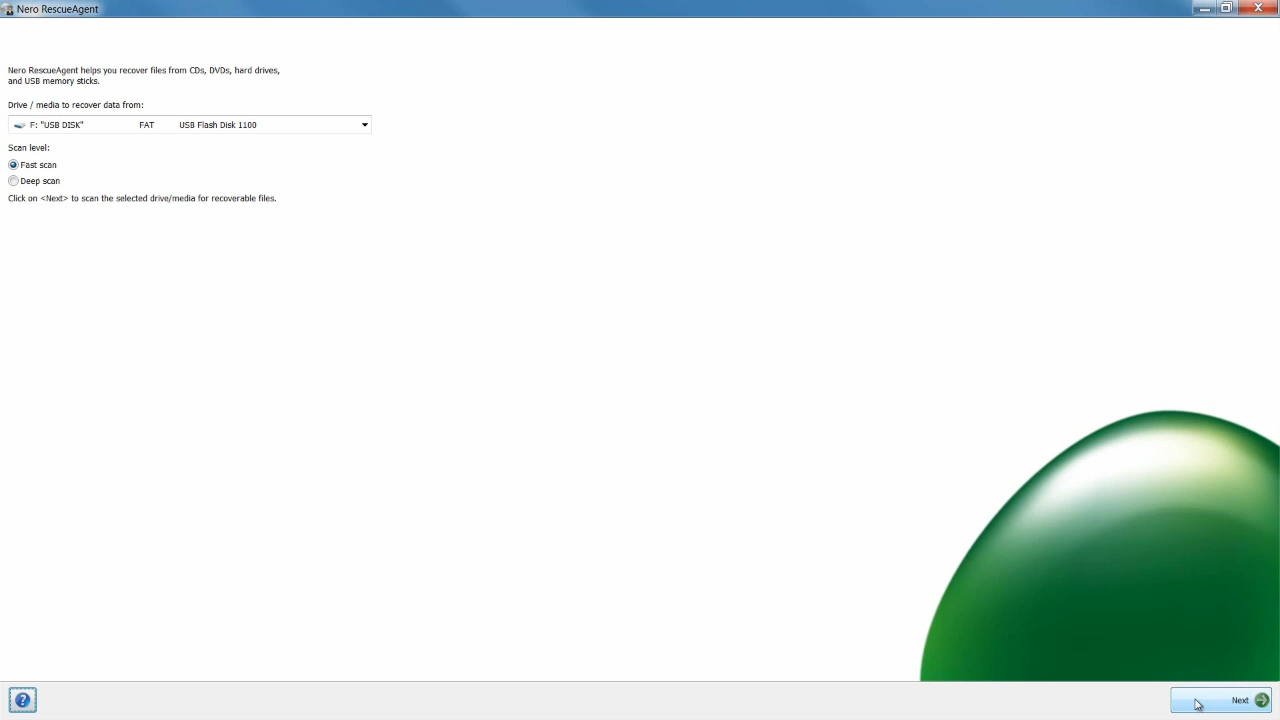 Nero RescueAgent
Nero RescueAgent helps you recover files from CDs, DVDs, hard drives,
and USB memory sticks.
Drive / media to recover data from:
F: "USB DISK" FAT USB Flash Disk 1100
Scan level:
Fast scan
Deep scan
Click on <Next> to scan the selected drive/media for recoverable files.
Next